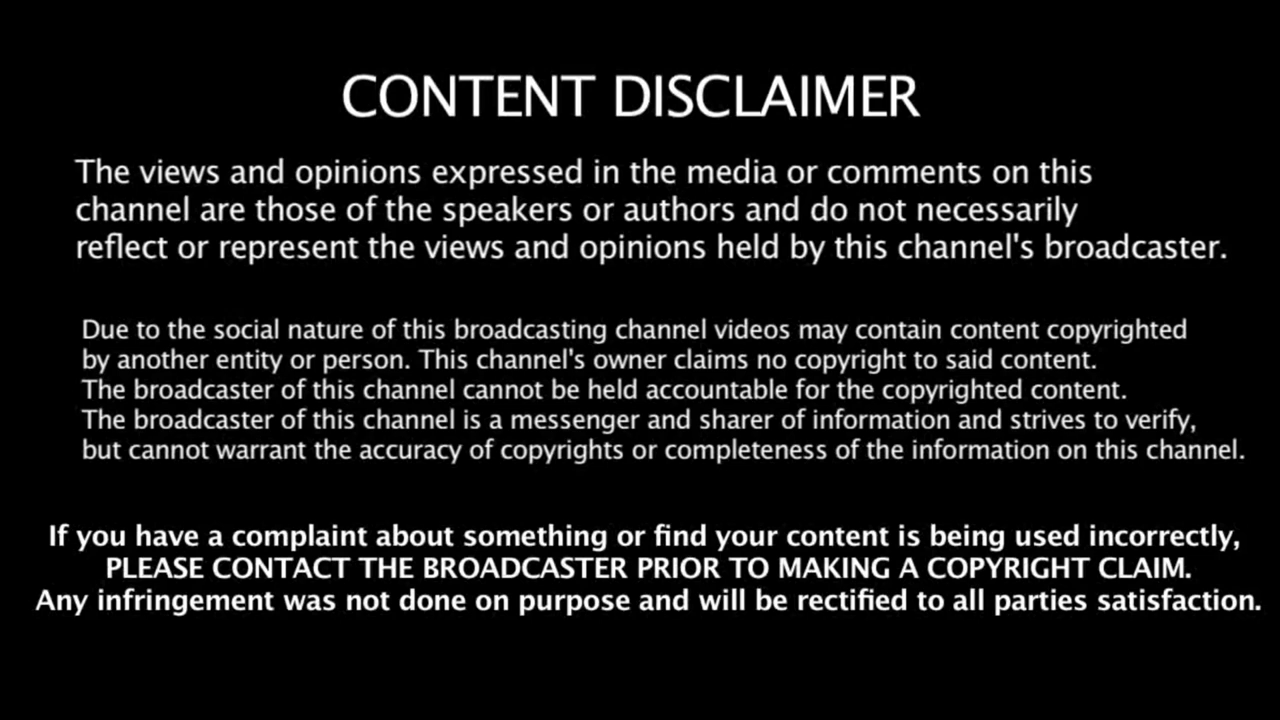 CONTENT DISCLAIMER
The views and opinions expressed in the media or comments on this
channel are those of the speakers or authors and do not necessarily
reflect or represent the views and opinions held by this channel's broadcaster.
Due to the social nature of this broadcasting channel videos may contain content copyrighted
by another entity or person. This channel's owner claims no copyright to said content.
The broadcaster of this channel cannot be held accountable for the copyrighted content.
The broadcaster of this channel is a messenger and sharer of information and strives to verify,
but cannot warrant the accuracy of copyrights or completeness of the information on this channel.
If you have a complaint about something or find your content is being used incorrectly,
PLEASE CONTACT THE BROADCASTER PRIOR TO MAKING A COPYRIGHT CLAIM.
Any infringement was not done on purpose and will be rectified to all parties satisfaction.